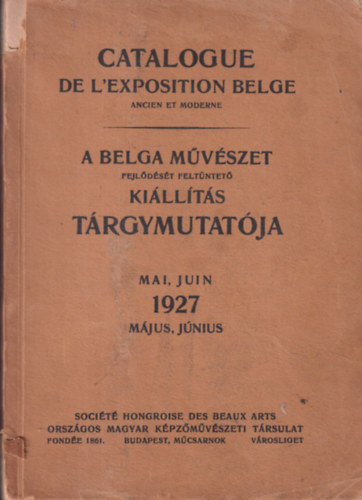 CATALOGUE
DE L'EXPOSITION BELGE
ANCIEN ET MODERNE
A BELGA MŰVÉSZET
FEJLŐDÉSÉT FELTÜNTETŐ
KIÁLLÍTÁS
TÁRGYMUTATÓJA
MAI, JUIN
1927
MÁJUS, JÚNIUS
SOCIÉTÉ HONGROISE DES BEAUX ARTS
ORSZÁGOS MAGYAR KÉPZŐMŰVÉSZETI TÁRSULAT
FONDÉE 1861. BUDAPEST, MŰCSARNOK VÁROSLIGET